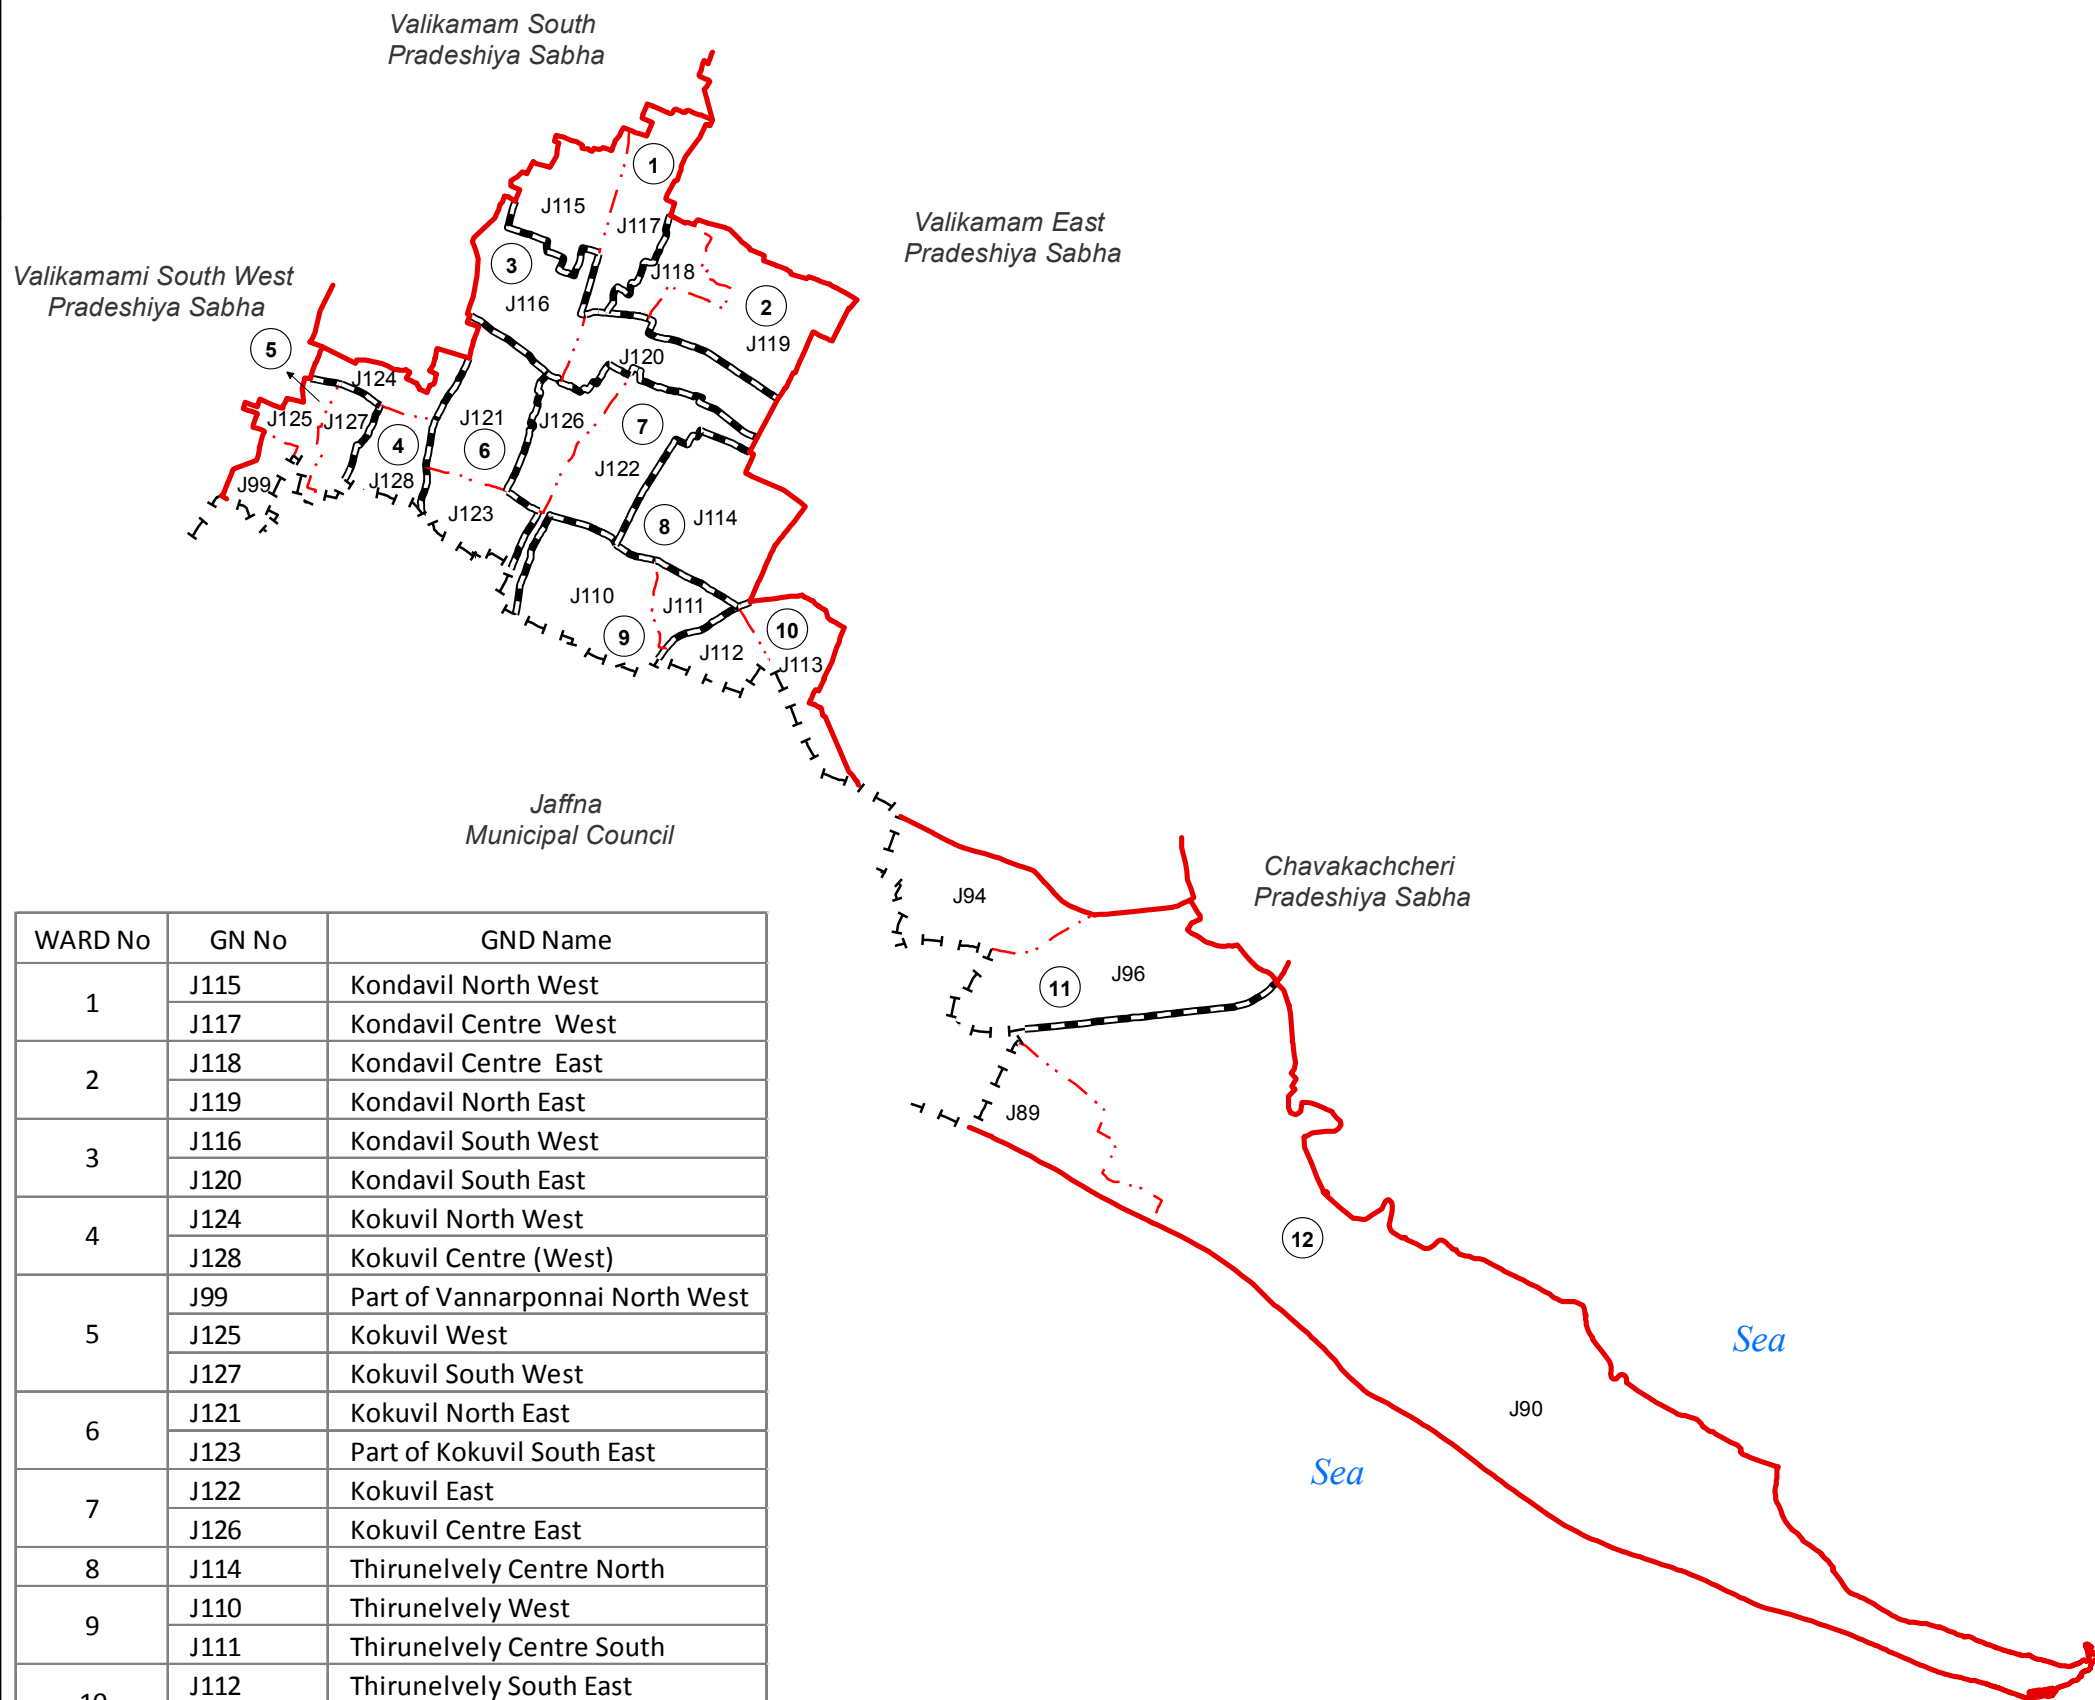 Valikamam South
Pradeshiya Sabha
1
J115
J117
Valikamam East
Pradeshiya Sabha
3
J118
Valikamami South West
Pradeshiya Sabha
J116
2
5
J119
J120
J124
J125
J127
J121
J126
7
4
6
J122
J99
J128
J123
8
J114
J110
J111
9
10
J112
J113
Jaffna
Municipal Council
Chavakachcheri
Pradeshiya Sabha
J94
J96
11
J89
12
Sea
J90
Sea
WARD No GN No GND Name
1 J115 Kondavil North West
J117 Kondavil Centre West
2 J118 Kondavil Centre East
J119 Kondavil North East
3 J116 Kondavil South West
J120 Kondavil South East
4 J124 Kokuvil North West
J128 Kokuvil Centre (West)
5 J99 Part of Vannarponnai North West
J125 Kokuvil West
J127 Kokuvil South West
6 J121 Kokuvil North East
J123 Part of Kokuvil South East
7 J122 Kokuvil East
J126 Kokuvil Centre East
8 J114 Thirunelvely Centre North
9 J110 Thirunelvely West
J111 Thirunelvely Centre South
10 J112 Thirunelvely South East